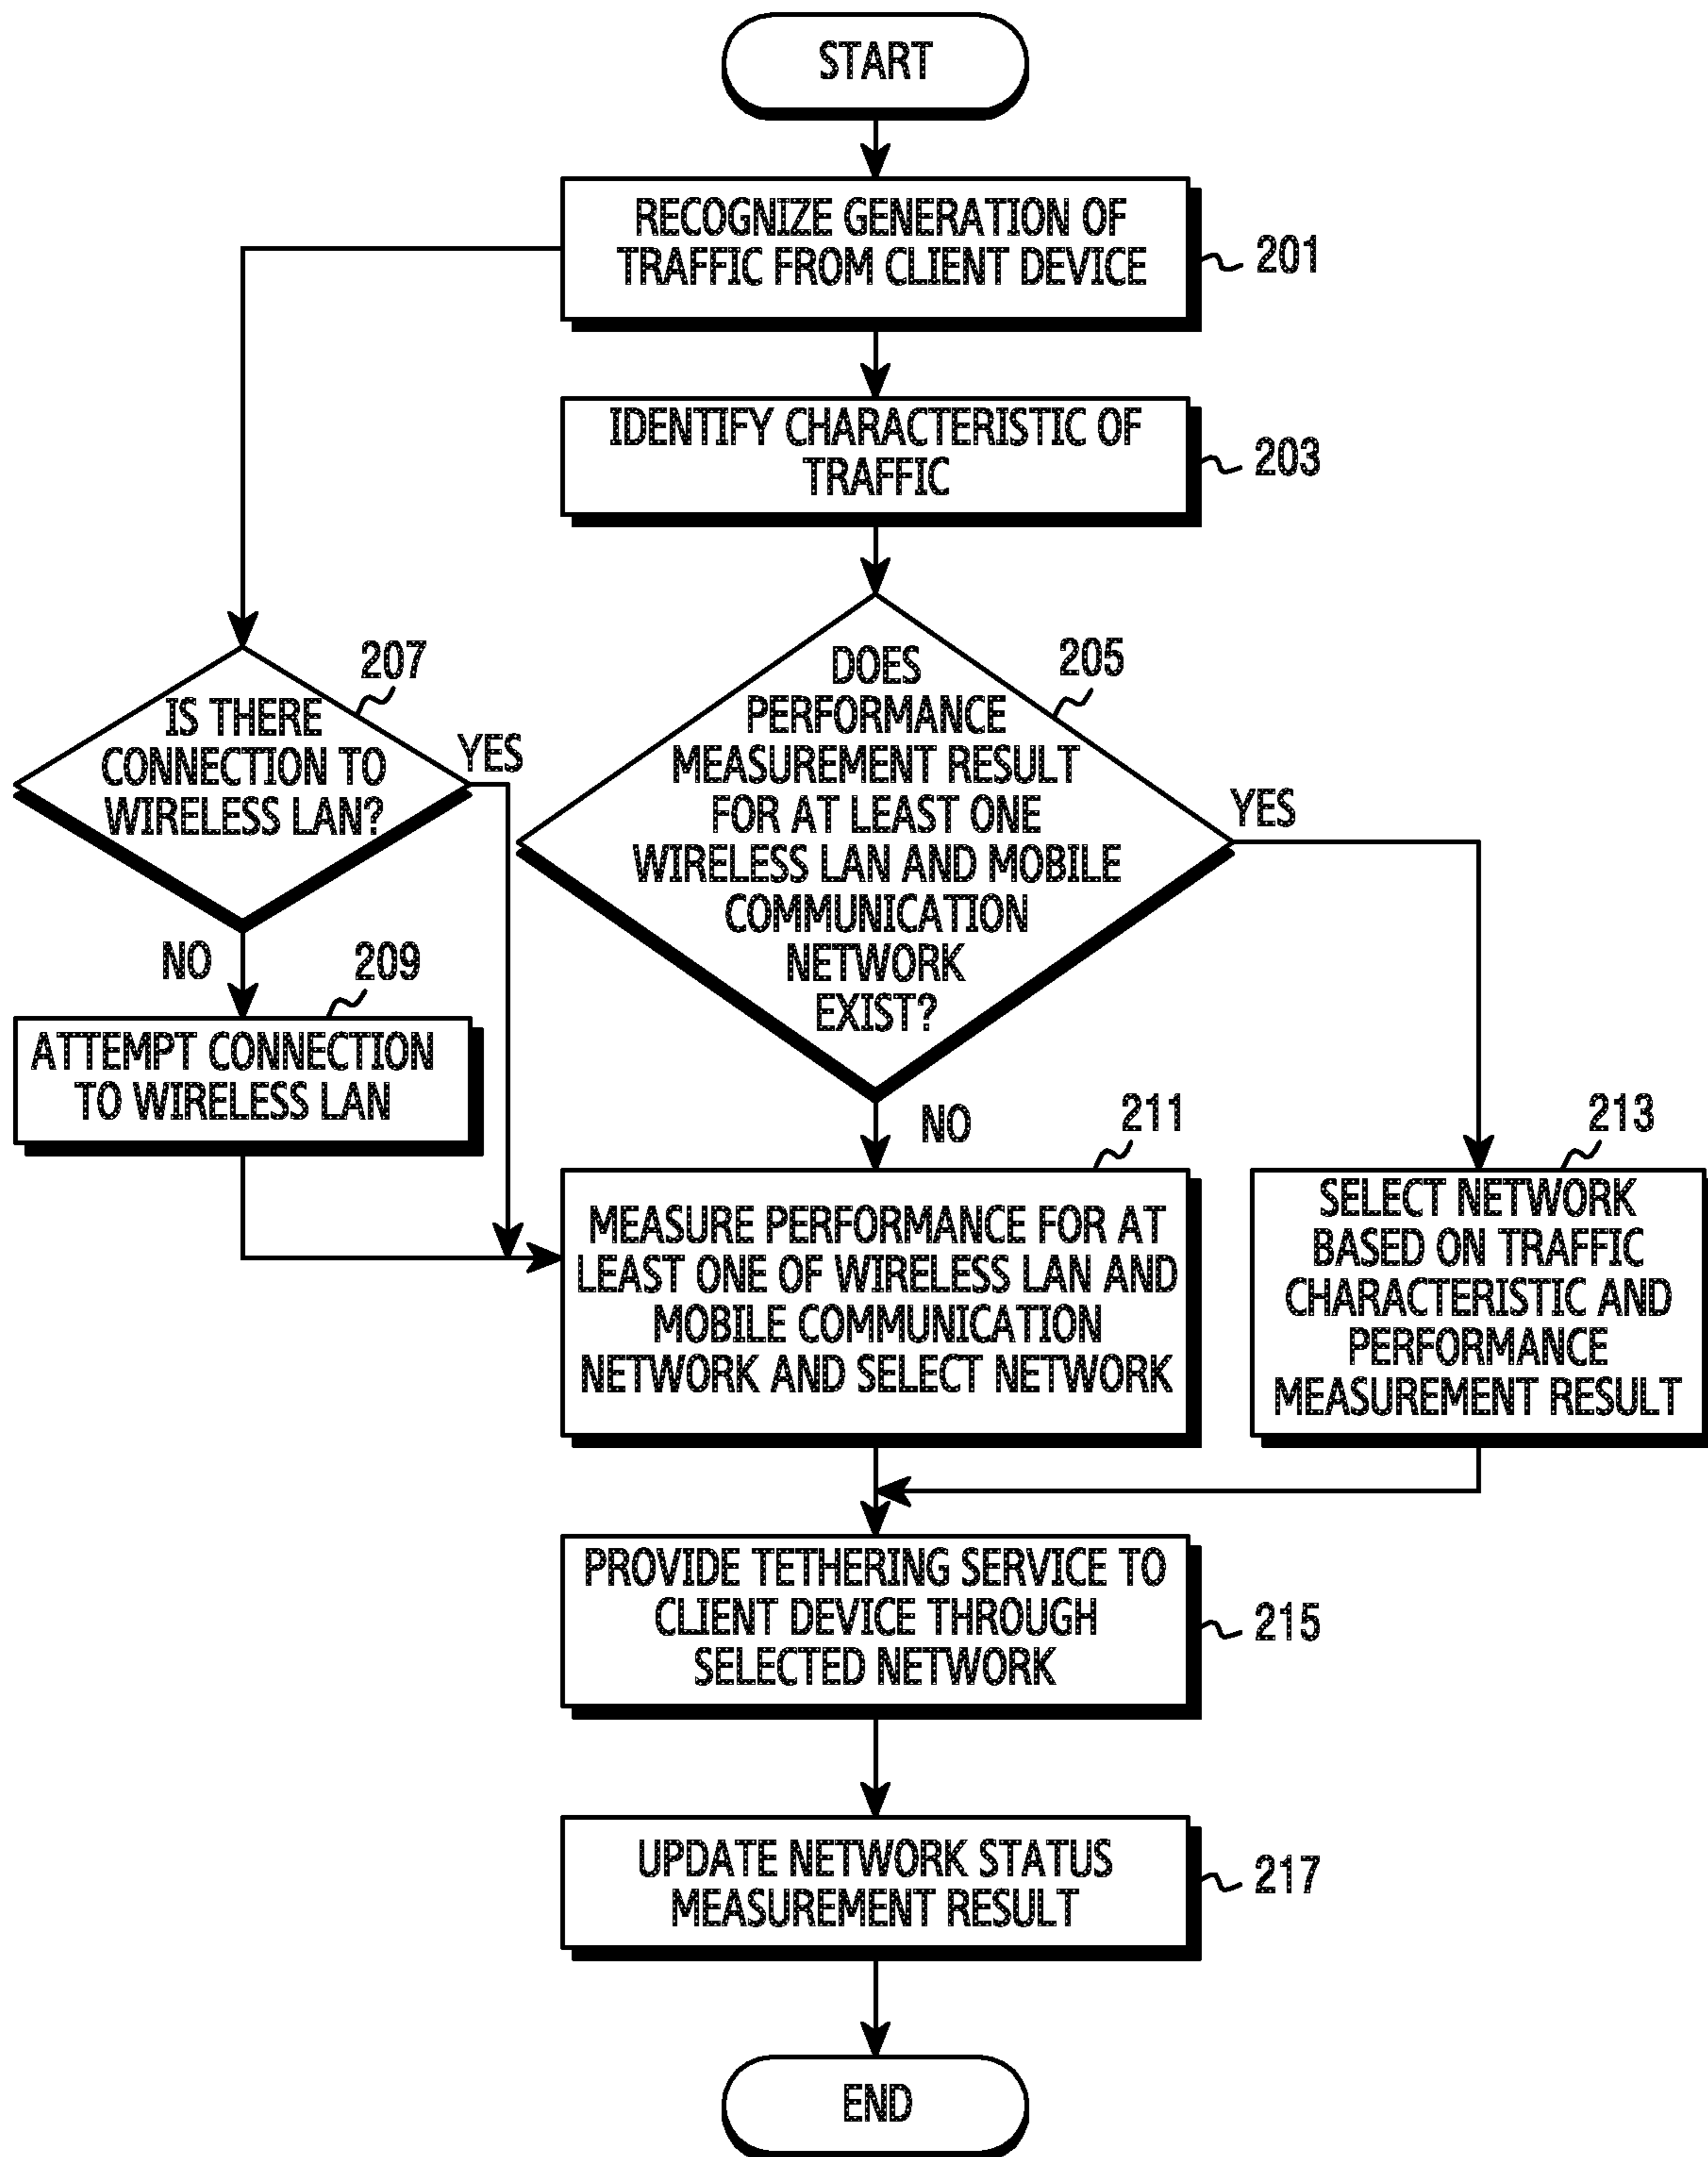 START
RECOGNIZE GENERATION OF
TRAFFIC FROM CLIENT DEVICE
201
IDENTIFY CHARACTERISTIC OF
TRAFFIC
203
207
IS THERE
CONNECTION TO
WIRELESS LAN?
YES
NO
209
ATTEMPT CONNECTION
TO WIRELESS LAN
205
DOES
PERFORMANCE
MEASUREMENT RESULT
FOR AT LEAST ONE
WIRELESS LAN AND MOBILE
COMMUNICATION
NETWORK
EXIST?
YES
NO
211
MEASURE PERFORMANCE FOR AT
LEAST ONE OF WIRELESS LAN AND
MOBILE COMMUNICATION
NETWORK AND SELECT NETWORK
213
SELECT NETWORK
BASED ON TRAFFIC
CHARACTERISTIC AND
PERFORMANCE
MEASUREMENT RESULT
PROVIDE TETHERING SERVICE TO
CLIENT DEVICE THROUGH
SELECTED NETWORK
215
UPDATE NETWORK STATUS
MEASUREMENT RESULT
217
END